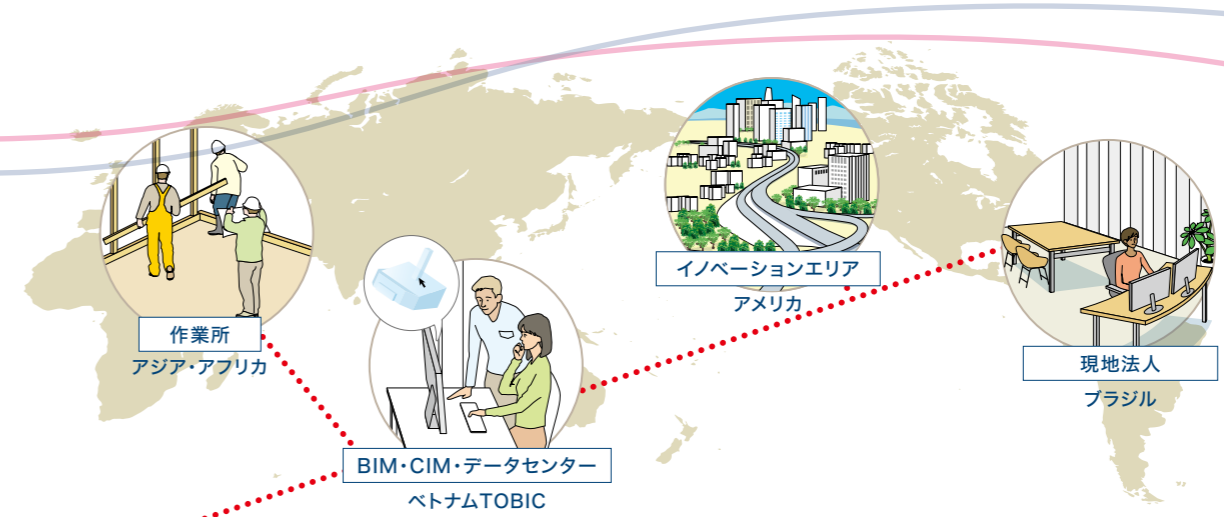 イノベーションエリア
アメリカ
作業所
アジア・アフリカ
現地法人
ブラジル
BIM・CIM・データセンター
ベトナムTOBIC